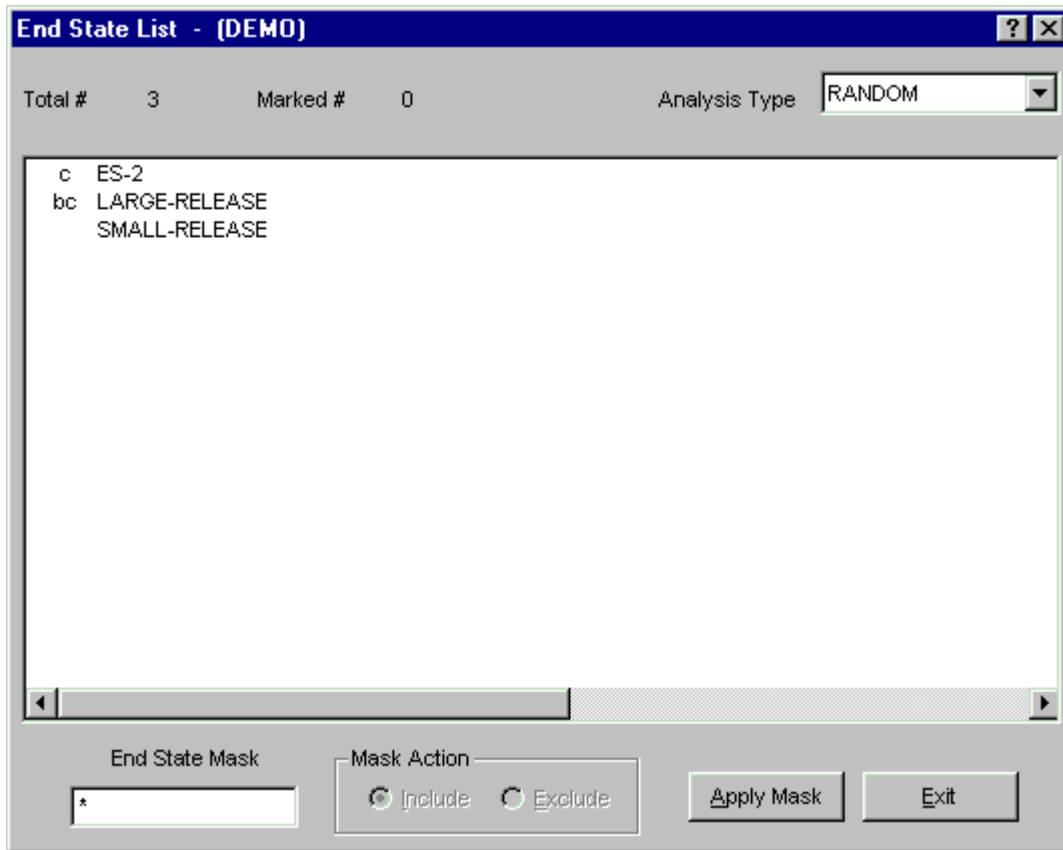 End State List - (DEMO)
Total # 3 Marked # 0 Analysis Type RANDOM
c ES-2
bc LARGE-RELEASE
SMALL-RELEASE
End State Mask
*
Mask Action
Include Exclude
Apply Mask
Exit